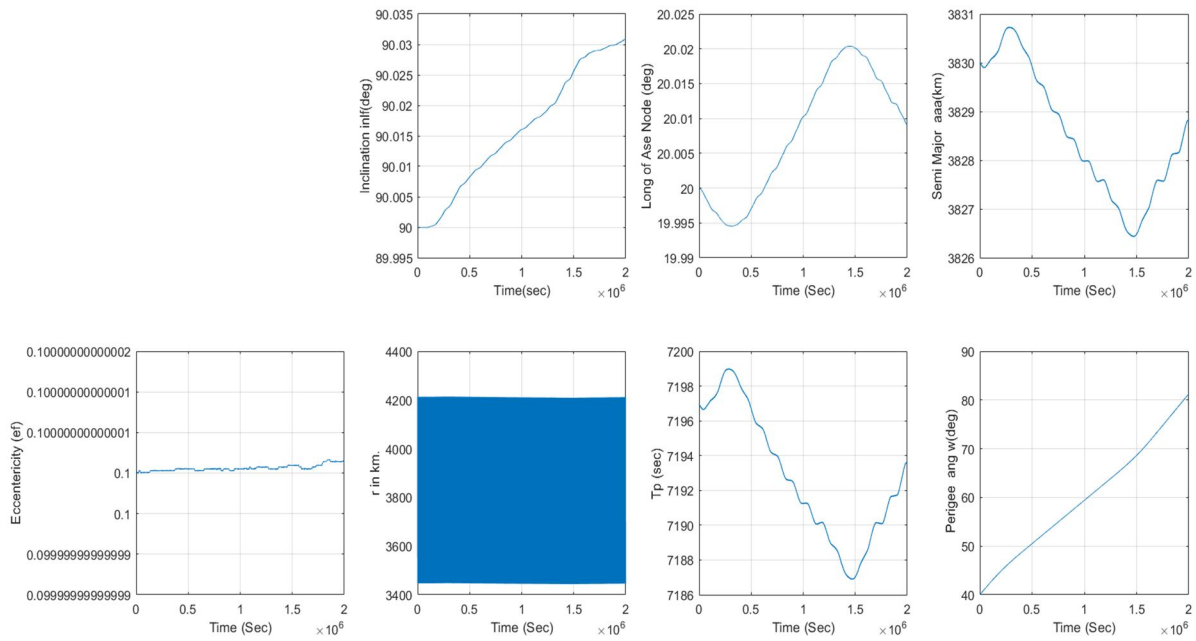 Inclination inlf(deg)
90.035
90.03
90.025
90.02
90.015
90.01
90.005
90
89.995
0 0.5 1 1.5 2
Time(sec) ×10^6
Long of Ase Node (deg)
20.025
20.02
20.015
20.01
20.005
20
19.995
19.99
0 0.5 1 1.5 2
Time (Sec) ×10^6
Semi Major aaa(km)
3831
3830
3829
3828
3827
3826
0 0.5 1 1.5 2
Time (Sec) ×10^6
Eccentericity (ef)
0.10000000000002
0.10000000000001
0.10000000000001
0.1
0.1
0.09999999999999
0.09999999999999
0 0.5 1 1.5 2
Time (Sec) ×10^6
r in km.
4400
4200
4000
3800
3600
3400
0 0.5 1 1.5 2
Time (Sec) ×10^6
Tp (sec)
7200
7198
7196
7194
7192
7190
7188
7186
0 0.5 1 1.5 2
Time (Sec) ×10^6
Perigee ang w(deg)
90
80
70
60
50
40
0 0.5 1 1.5 2
Time (Sec) ×10^6